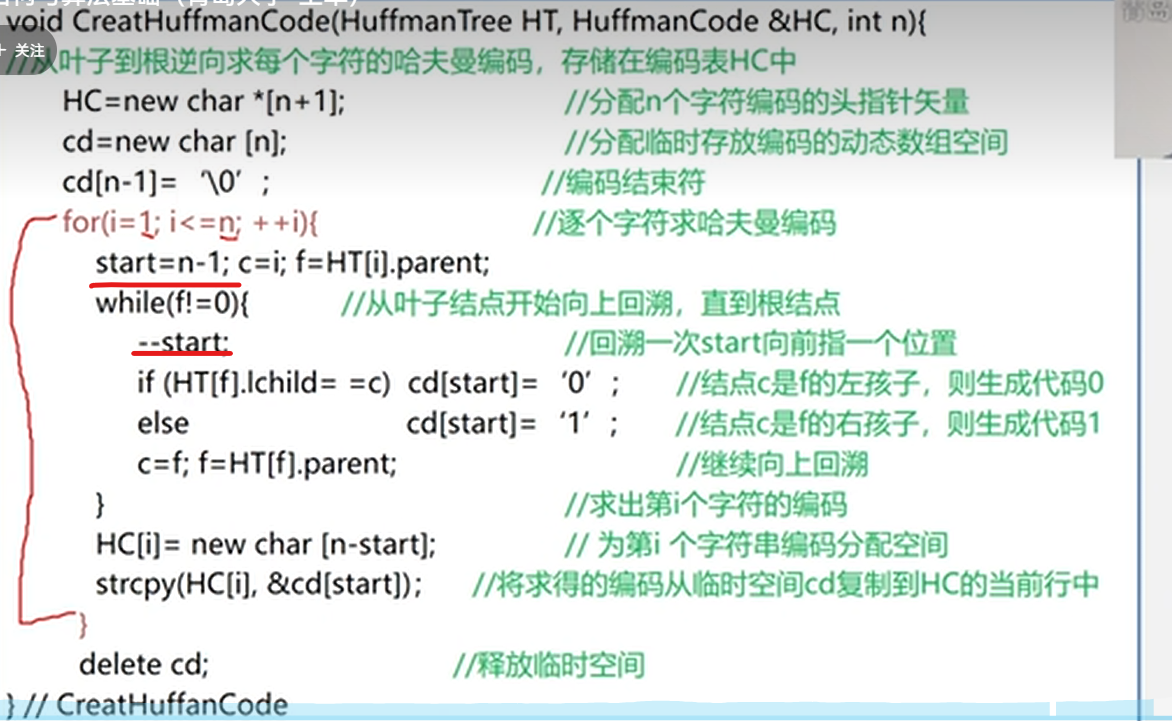 void CreatHuffmanCode(HuffmanTree HT, HuffmanCode &HC, int n){
+ 关注
//从叶子到根逆向求每个字符的哈夫曼编码，存储在编码表HC中
HC=new char *[n+1]; //分配n个字符编码的头指针矢量
cd=new char [n]; //分配临时存放编码的动态数组空间
cd[n-1]= '\0' ; //编码结束符
for(i=1; i<=n; ++i){ //逐个字符求哈夫曼编码
start=n-1; c=i; f=HT[i].parent;
while(f!=0){ //从叶子结点开始向上回溯，直到根结点
--start; //回溯一次start向前指一个位置
if (HT[f].lchild= =c) cd[start]= ‘0’ ; //结点c是f的左孩子，则生成代码0
else cd[start]= ‘1’ ; //结点c是f的右孩子，则生成代码1
c=f; f=HT[f].parent; //继续向上回溯
} //求出第i个字符的编码
HC[i]= new char [n-start]; // 为第i 个字符串编码分配空间
strcpy(HC[i], &cd[start]); //将求得的编码从临时空间cd复制到HC的当前行中
}
delete cd; //释放临时空间
} // CreatHuffanCode